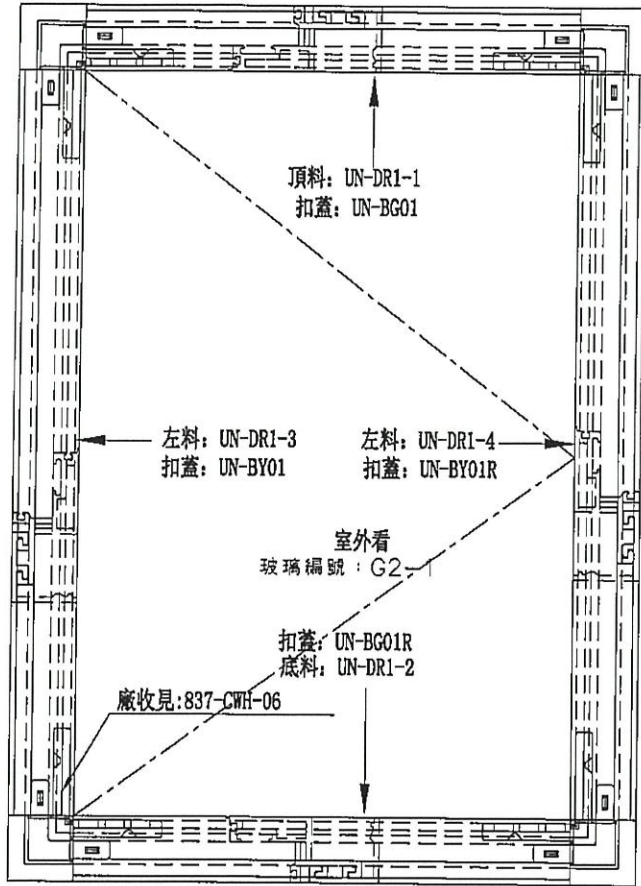 頂料: UN-DR1-1
扣蓋: UN-BG01
左料: UN-DR1-3
扣蓋: UN-BY01
左料: UN-DR1-4
扣蓋: UN-BY01R
室外看
玻璃編號：G2-1
扣蓋: UN-BG01R
底料: UN-DR1-2
廠收見:837-CWH-06